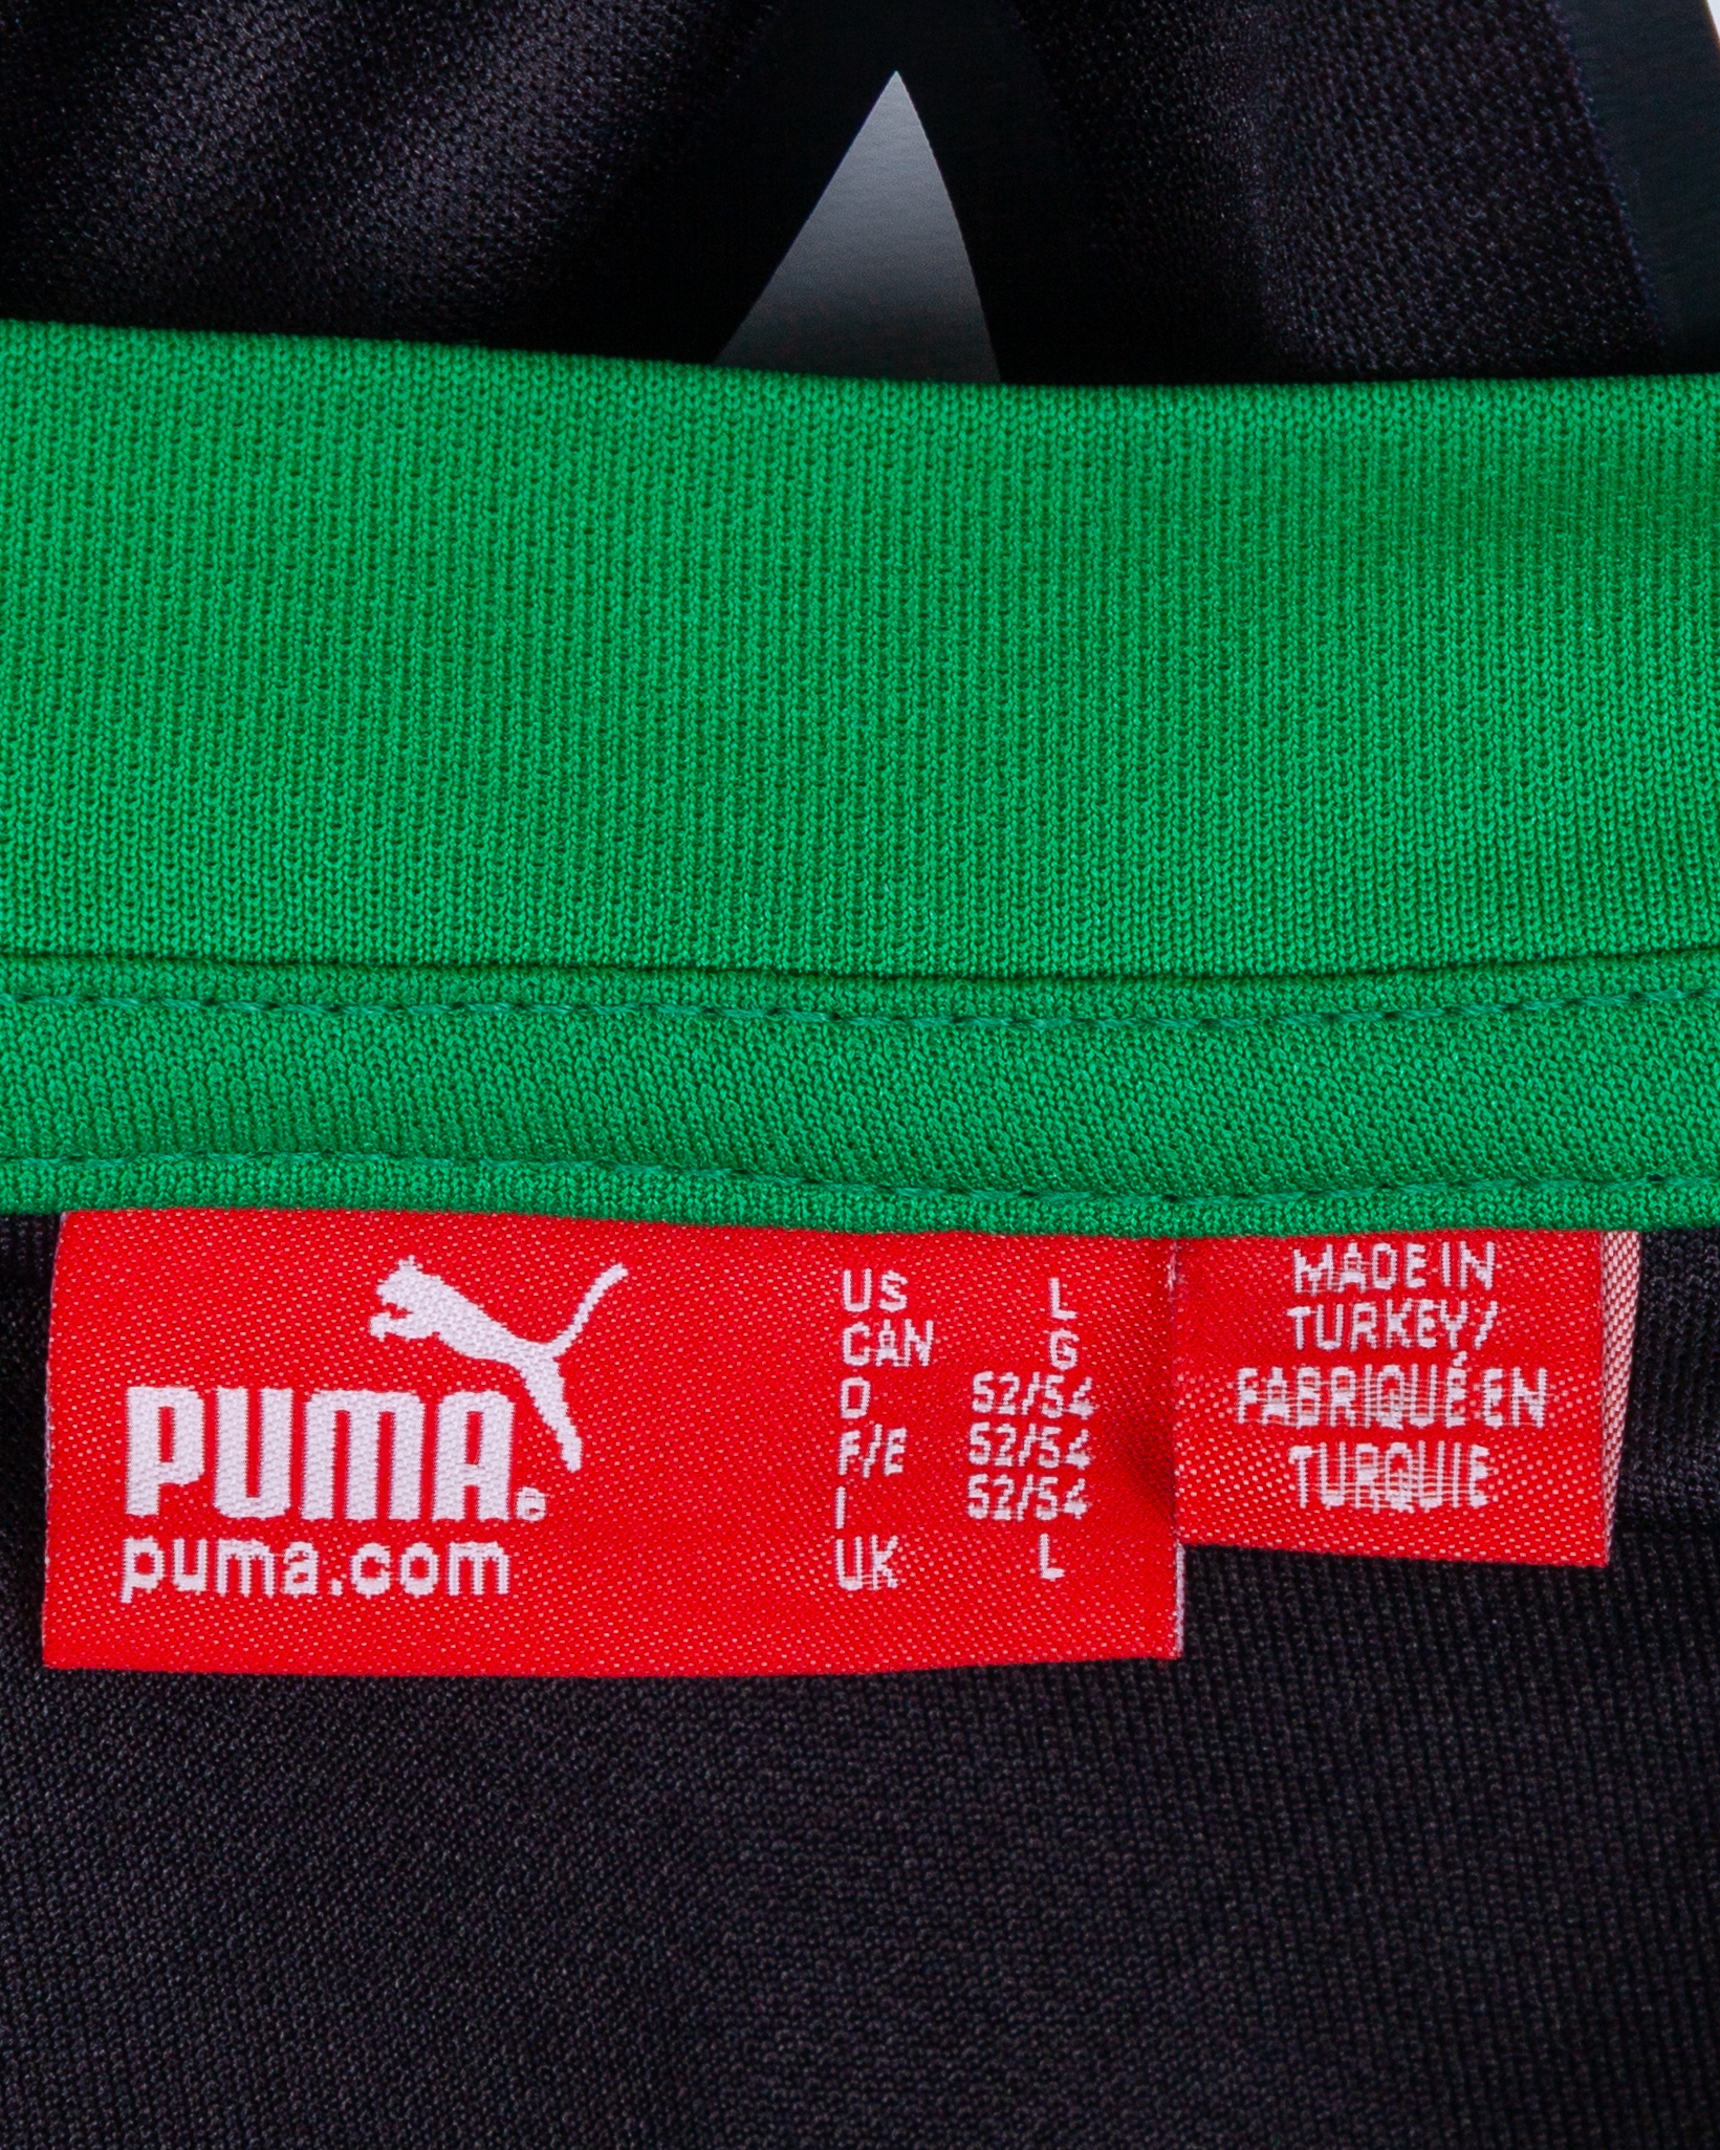 PUMA®
puma.com
US L
CAN G
D 52/54
F/E 52/54
I 52/54
UK L
MADE IN
TURKEY/
FABRIQUÉ EN
TURQUIE